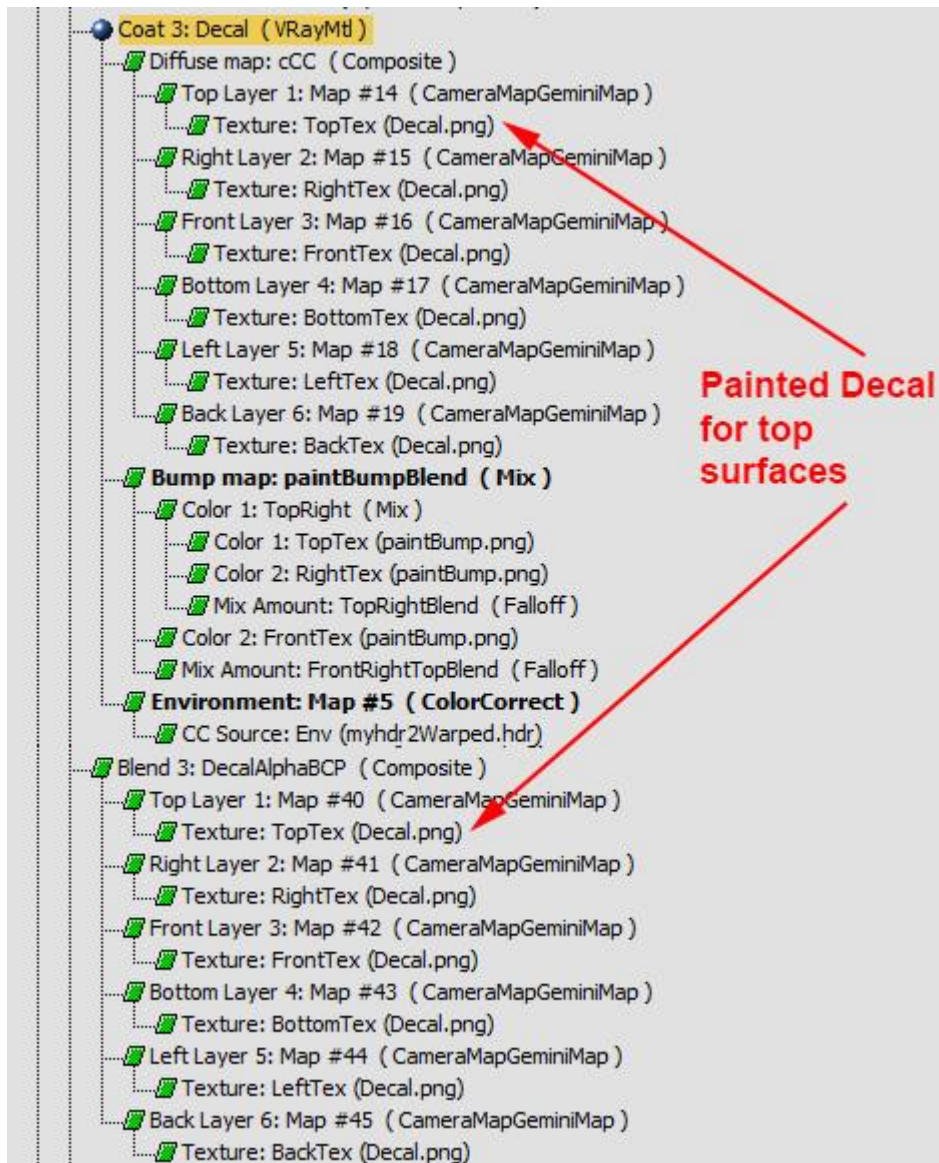 Coat 3: Decal ( VRayMtl )
Diffuse map: cCC ( Composite )
Top Layer 1: Map #14 ( CameraMapGeminiMap )
Texture: TopTex (Decal.png)
Right Layer 2: Map #15 ( CameraMapGeminiMap )
Texture: RightTex (Decal.png)
Front Layer 3: Map #16 ( CameraMapGeminiMap )
Texture: FrontTex (Decal.png)
Bottom Layer 4: Map #17 ( CameraMapGeminiMap )
Texture: BottomTex (Decal.png)
Left Layer 5: Map #18 ( CameraMapGeminiMap )
Texture: LeftTex (Decal.png)
Back Layer 6: Map #19 ( CameraMapGeminiMap )
Texture: BackTex (Decal.png)
Painted Decal
for top
surfaces
Bump map: paintBumpBlend ( Mix )
Color 1: TopRight ( Mix )
Color 1: TopTex (paintBump.png)
Color 2: RightTex (paintBump.png)
Mix Amount: TopRightBlend ( Falloff )
Color 2: FrontTex (paintBump.png)
Mix Amount: FrontRightTopBlend ( Falloff )
Environment: Map #5 ( ColorCorrect )
CC Source: Env (myhdr2Warped.hdr)
Blend 3: DecalAlphaBCP ( Composite )
Top Layer 1: Map #40 ( CameraMapGeminiMap )
Texture: TopTex (Decal.png)
Right Layer 2: Map #41 ( CameraMapGeminiMap )
Texture: RightTex (Decal.png)
Front Layer 3: Map #42 ( CameraMapGeminiMap )
Texture: FrontTex (Decal.png)
Bottom Layer 4: Map #43 ( CameraMapGeminiMap )
Texture: BottomTex (Decal.png)
Left Layer 5: Map #44 ( CameraMapGeminiMap )
Texture: LeftTex (Decal.png)
Back Layer 6: Map #45 ( CameraMapGeminiMap )
Texture: BackTex (Decal.png)